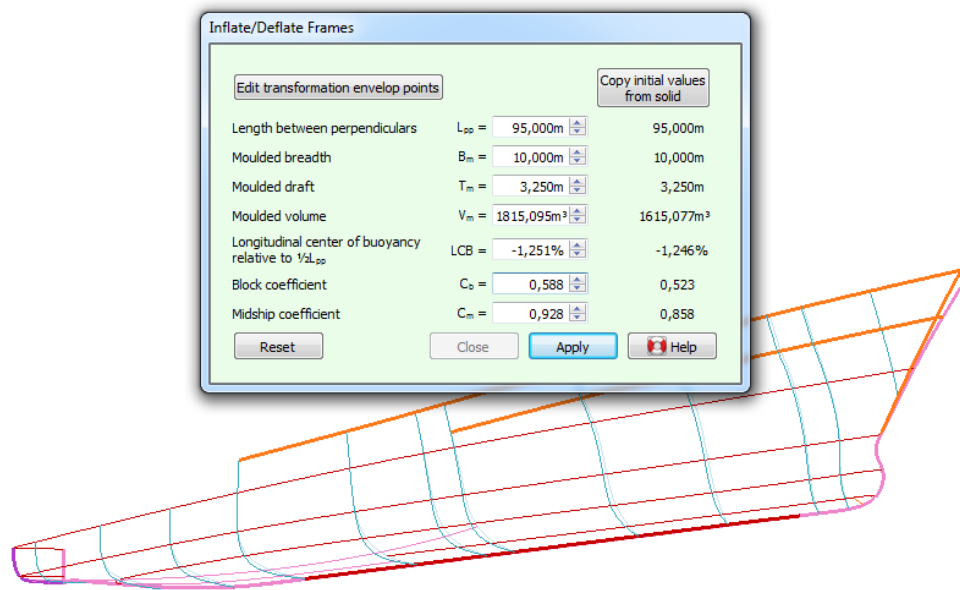 Inflate/Deflate Frames
Edit transformation envelop points
Copy initial values
from solid
Length between perpendiculars Lpp = 95,000m 95,000m
Moulded breadth Bm = 10,000m 10,000m
Moulded draft Tm = 3,250m 3,250m
Moulded volume Vm = 1815,095m³ 1615,077m³
Longitudinal center of buoyancy
relative to ½Lpp LCB = -1,251% -1,246%
Block coefficient Cb = 0,588 0,523
Midship coefficient Cm = 0,928 0,858
Reset Close Apply Help